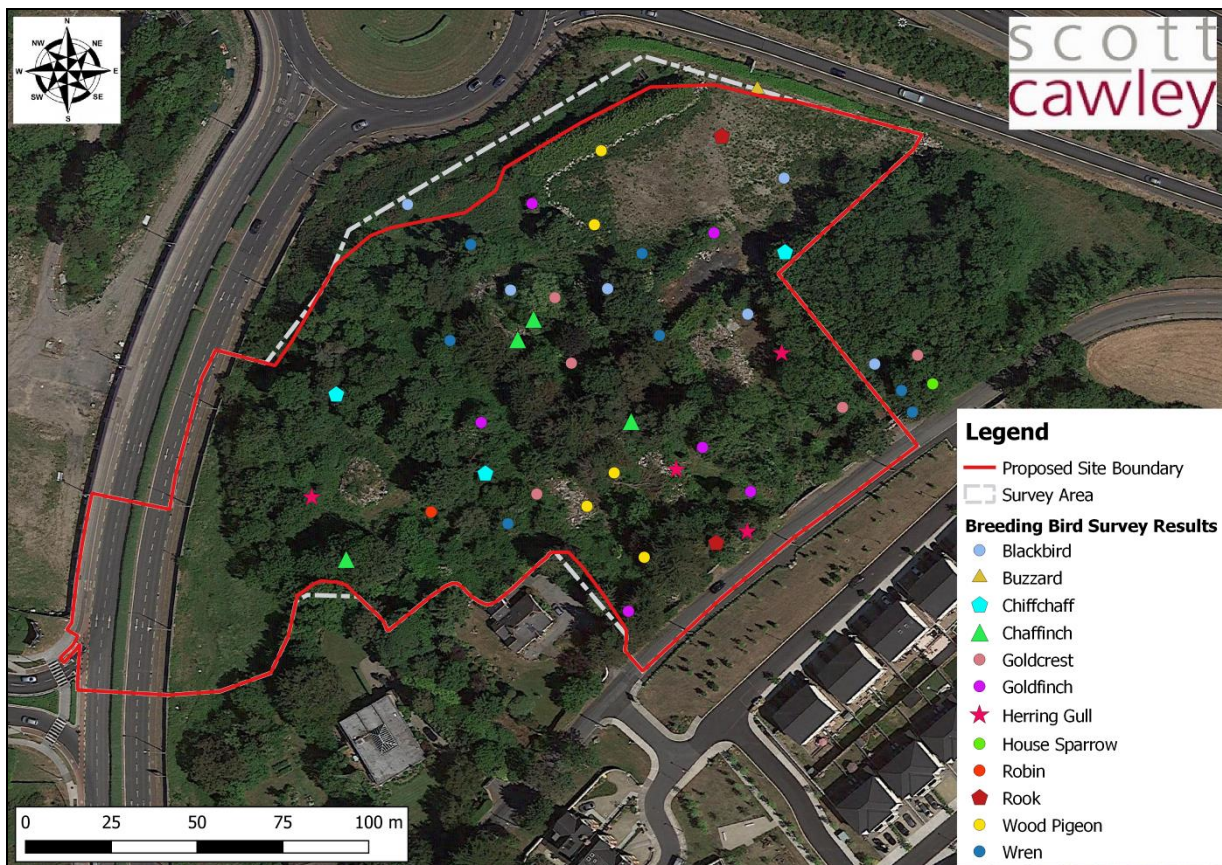 N
NW NE
W E
SW SE
S
scott
cawley
Legend
Proposed Site Boundary
Survey Area
Breeding Bird Survey Results
Blackbird
Buzzard
Chiffchaff
Chaffinch
Goldcrest
Goldfinch
Herring Gull
House Sparrow
Robin
Rook
Wood Pigeon
Wren
0 25 50 75 100 m